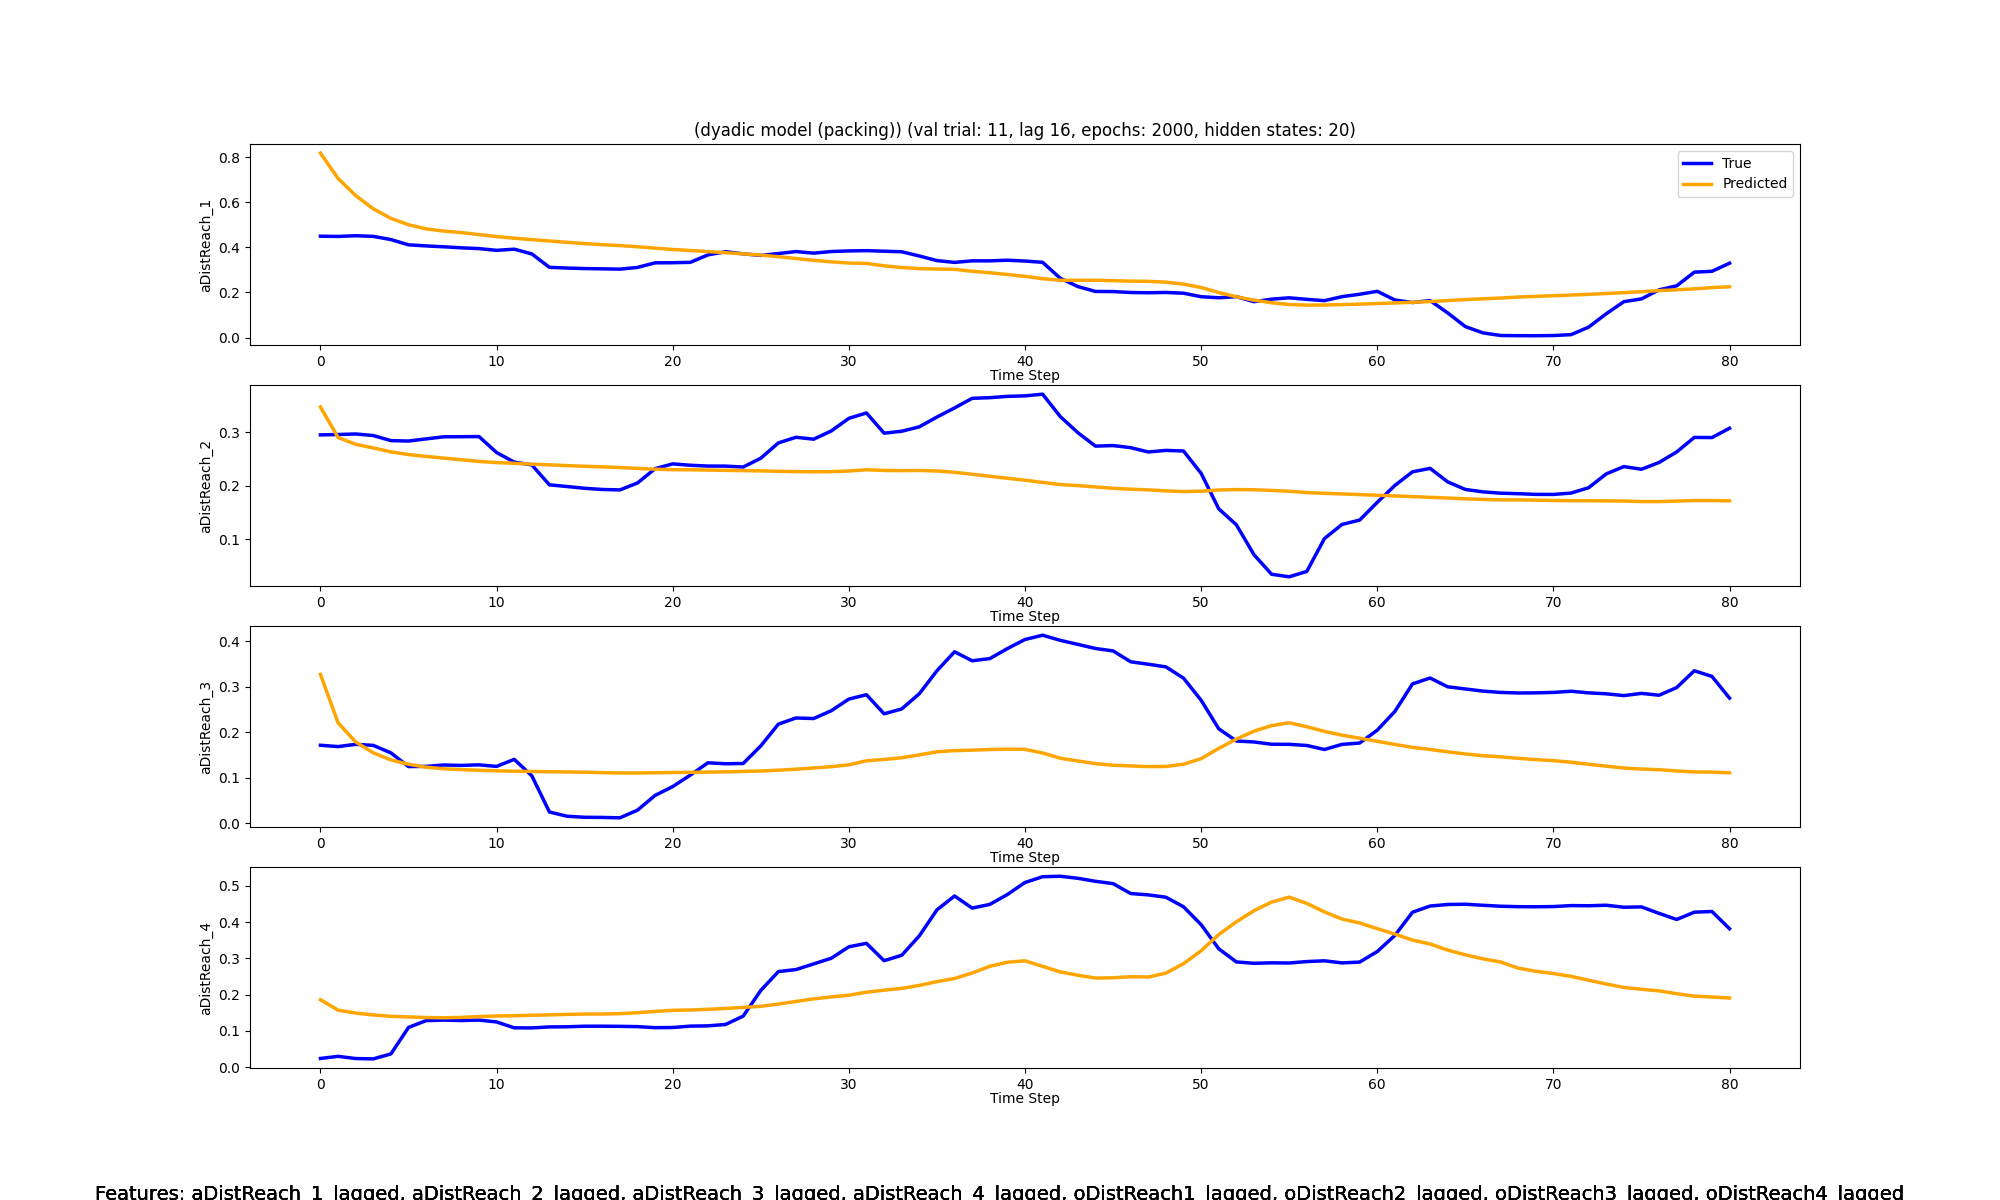 (dyadic model (packing)) (val trial: 11, lag 16, epochs: 2000, hidden states: 20)
True
Predicted
aDistReach_1
0.8
0.6
0.4
0.2
0.0
0 10 20 30 40 50 60 70 80
Time Step
aDistReach_2
0.3
0.2
0.1
0 10 20 30 40 50 60 70 80
Time Step
aDistReach_3
0.4
0.3
0.2
0.1
0.0
0 10 20 30 40 50 60 70 80
Time Step
aDistReach_4
0.5
0.4
0.3
0.2
0.1
0.0
0 10 20 30 40 50 60 70 80
Time Step
Features: aDistReach_1_lagged, aDistReach_2_lagged, aDistReach_3_lagged, aDistReach_4_lagged, oDistReach1_lagged, oDistReach2_lagged, oDistReach3_lagged, oDistReach4_lagged